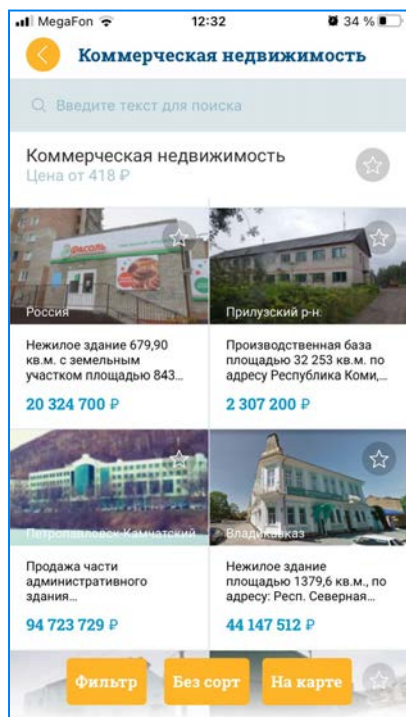 MegaFon 12:32 34 %
Коммерческая недвижимость
Введите текст для поиска
Коммерческая недвижимость
Цена от 418 ₽
ФАСОЛЬ
Россия
Прилузский р-н.
Нежилое здание 679,90
кв.м. с земельным
участком площадью 843...
20 324 700 ₽
Производственная база
площадью 32 253 кв.м. по
адресу Республика Коми,...
2 307 200 ₽
Петропавловск-Камчатский
Владикавказ
Продажа части
административного
здания...
94 723 729 ₽
Нежилое здание
площадью 1379,6 кв.м., по
адресу: Респ. Северная...
44 147 512 ₽
Фильтр Без сорт На карте